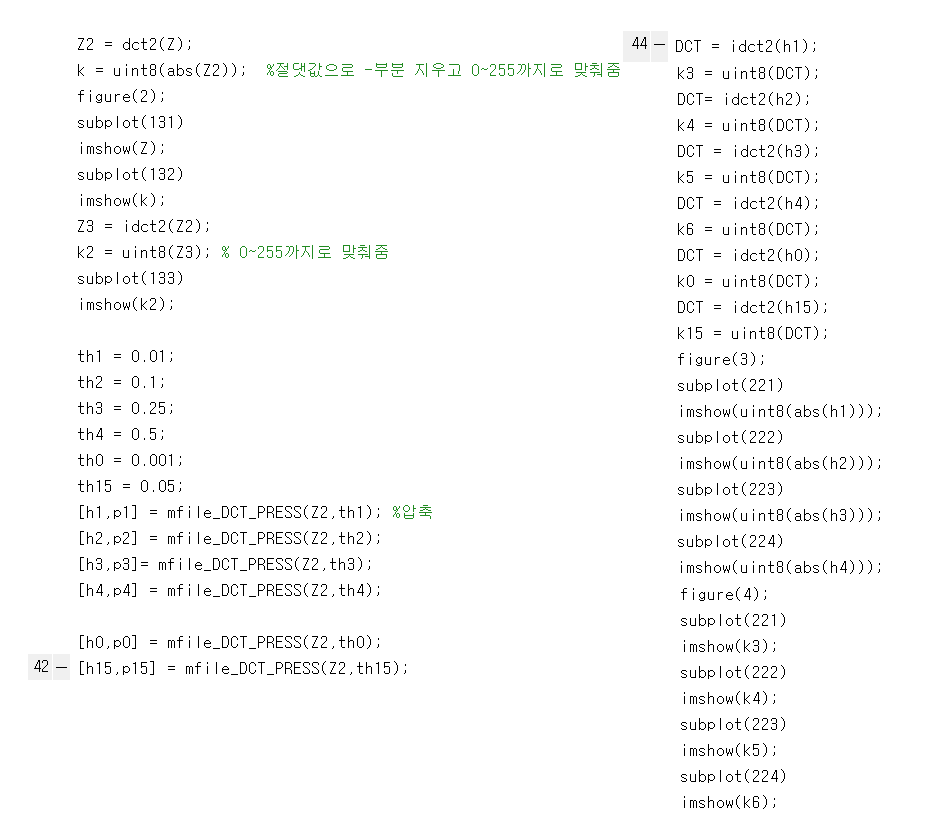 Z2 = dct2(Z);
k = uint8(abs(Z2));  %절댓값으로 -부분 지우고 0~255까지로 맞춰줌
figure(2);
subplot(131)
imshow(Z);
subplot(132)
imshow(k);
Z3 = idct2(Z2);
k2 = uint8(Z3); % 0~255까지로 맞춰줌
subplot(133)
imshow(k2);
th1 = 0.01;
th2 = 0.1;
th3 = 0.25;
th4 = 0.5;
th0 = 0.001;
th15 = 0.05;
[h1,p1] = mfile_DCT_PRESS(Z2,th1); %압축
[h2,p2] = mfile_DCT_PRESS(Z2,th2);
[h3,p3]= mfile_DCT_PRESS(Z2,th3);
[h4,p4] = mfile_DCT_PRESS(Z2,th4);
[h0,p0] = mfile_DCT_PRESS(Z2,th0);
42 – [h15,p15] = mfile_DCT_PRESS(Z2,th15);
44 – DCT = idct2(h1);
k3 = uint8(DCT);
DCT= idct2(h2);
k4 = uint8(DCT);
DCT = idct2(h3);
k5 = uint8(DCT);
DCT = idct2(h4);
k6 = uint8(DCT);
DCT = idct2(h0);
k0 = uint8(DCT);
DCT = idct2(h15);
k15 = uint8(DCT);
figure(3);
subplot(221)
imshow(uint8(abs(h1)));
subplot(222)
imshow(uint8(abs(h2)));
subplot(223)
imshow(uint8(abs(h3)));
subplot(224)
imshow(uint8(abs(h4)));
figure(4);
subplot(221)
imshow(k3);
subplot(222)
imshow(k4);
subplot(223)
imshow(k5);
subplot(224)
imshow(k6);